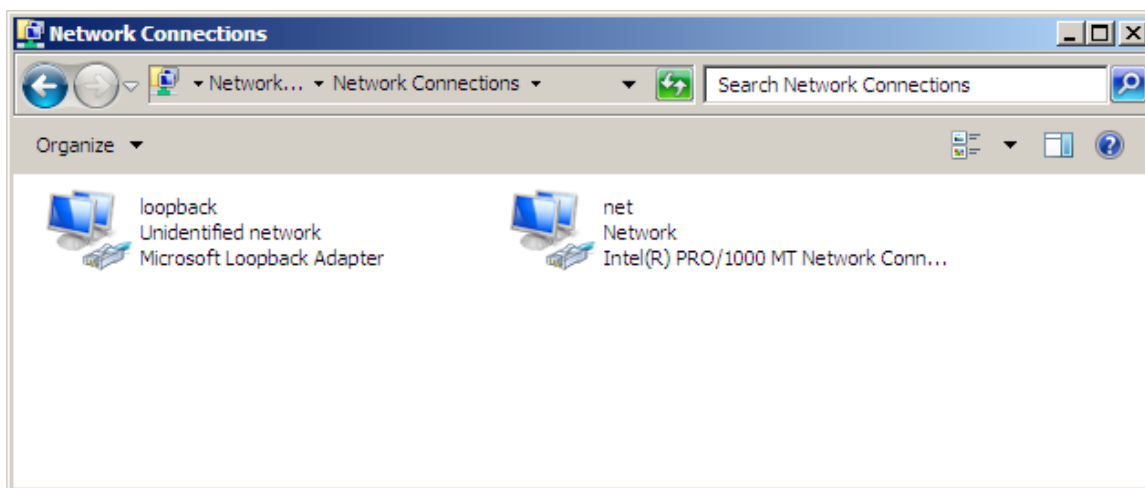 Network Connections
Network... Network Connections
Search Network Connections
Organize
loopback
Unidentified network
Microsoft Loopback Adapter
net
Network
Intel(R) PRO/1000 MT Network Conn...